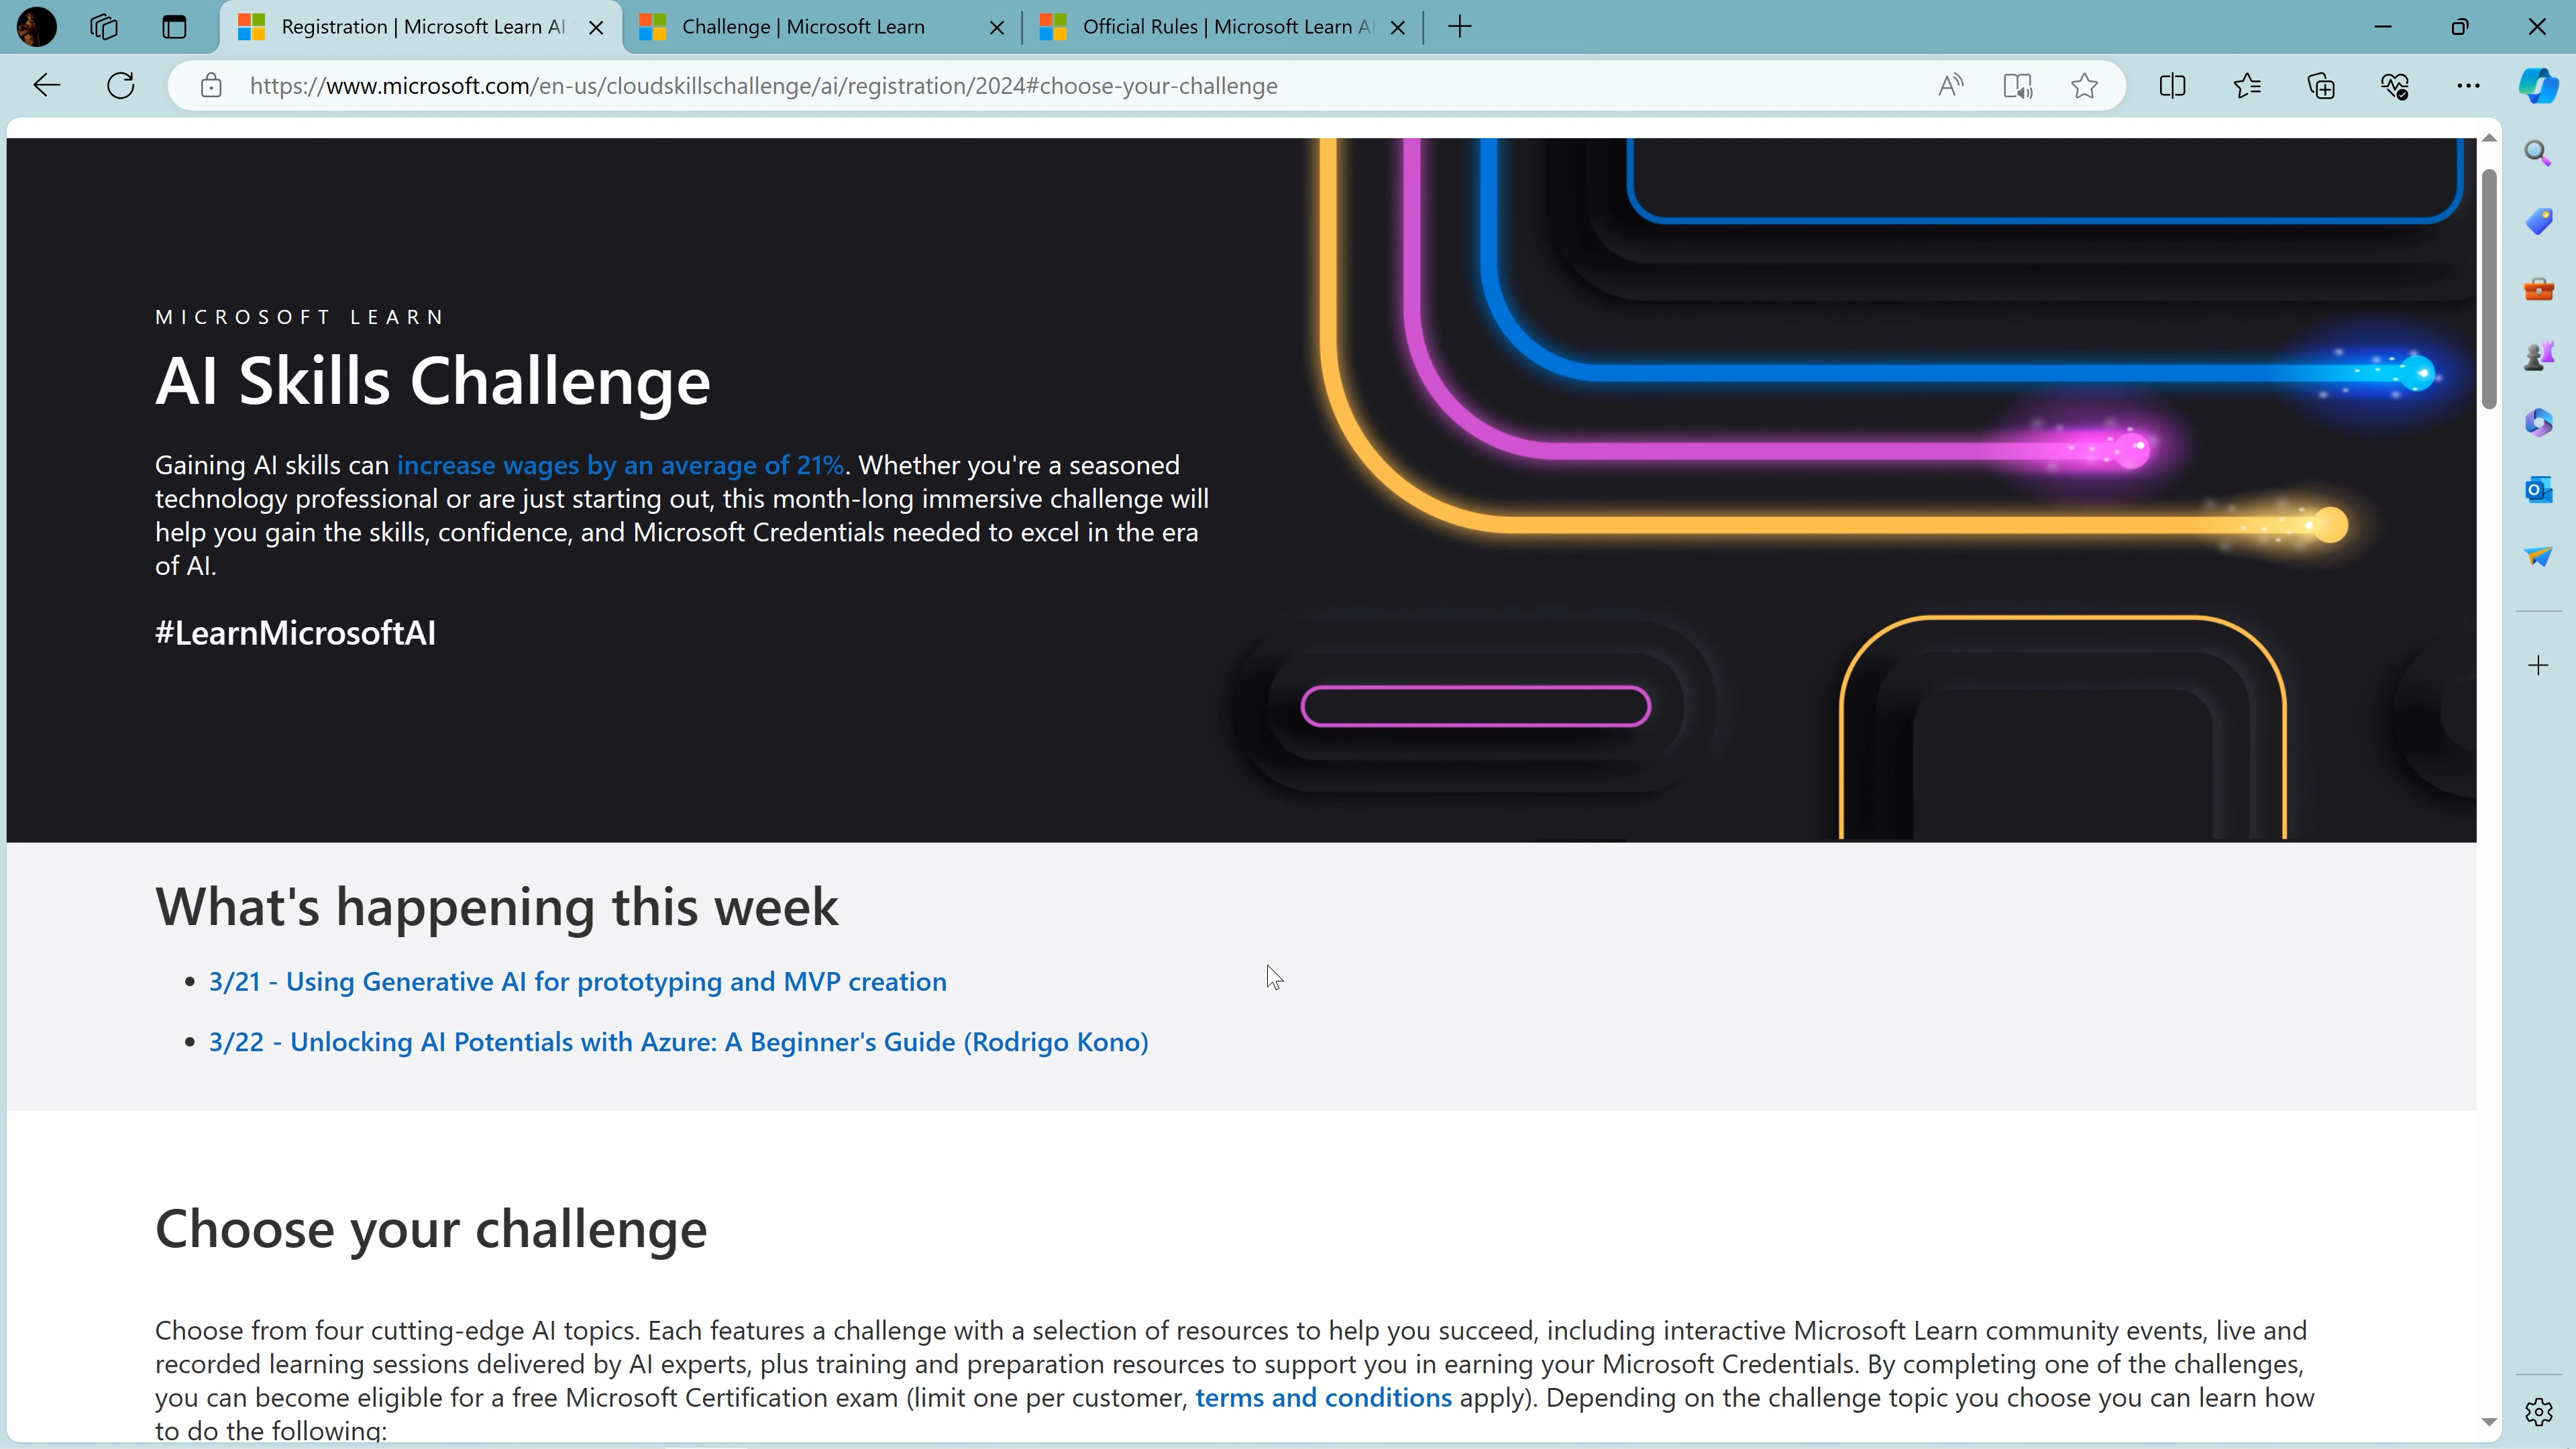 Registration | Microsoft Learn AI
Challenge | Microsoft Learn
Official Rules | Microsoft Learn AI
https://www.microsoft.com/en-us/cloudskillschallenge/ai/registration/2024#choose-your-challenge
MICROSOFT LEARN
AI Skills Challenge
Gaining AI skills can increase wages by an average of 21%. Whether you're a seasoned
technology professional or are just starting out, this month-long immersive challenge will
help you gain the skills, confidence, and Microsoft Credentials needed to excel in the era
of AI.
#LearnMicrosoftAI
What's happening this week
• 3/21 - Using Generative AI for prototyping and MVP creation
• 3/22 - Unlocking AI Potentials with Azure: A Beginner's Guide (Rodrigo Kono)
Choose your challenge
Choose from four cutting-edge AI topics. Each features a challenge with a selection of resources to help you succeed, including interactive Microsoft Learn community events, live and
recorded learning sessions delivered by AI experts, plus training and preparation resources to support you in earning your Microsoft Credentials. By completing one of the challenges,
you can become eligible for a free Microsoft Certification exam (limit one per customer, terms and conditions apply). Depending on the challenge topic you choose you can learn how
to do the following: